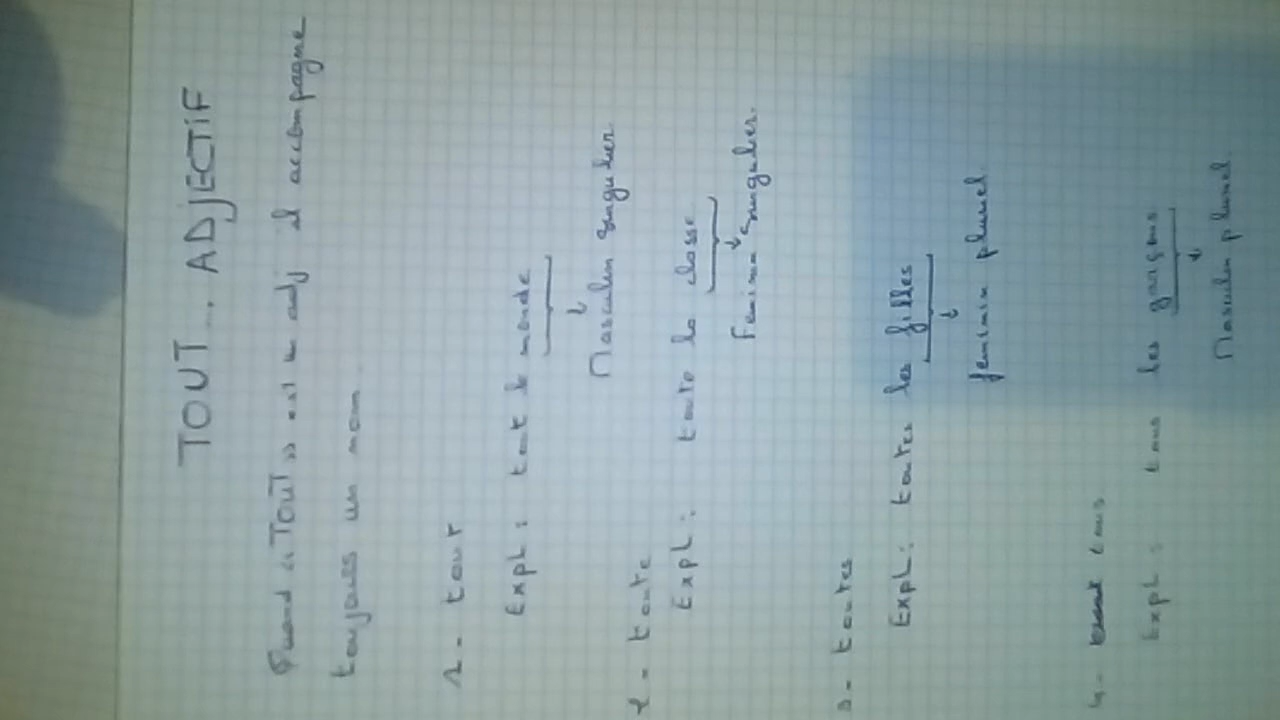 TOUT ... ADJECTIF
Quand « TOUT » est un adj il accompagne
toujours un nom.
1 - tout
Expl : tout le monde
↓
Masculin singulier.
2 - toute
Expl : toute la classe
↓
Feminin singulier.
3 - toutes
Expl : toutes les filles
↓
feminin pluriel.
4 - tous
Expl : tous les garçons
↓
Masculin pluriel.